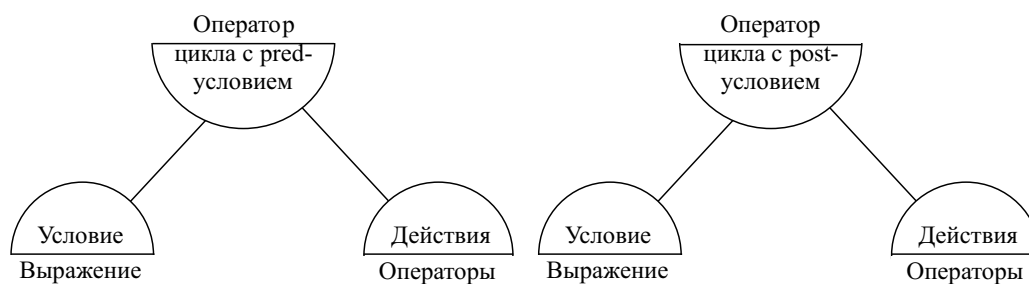 Оператор
цикла с pred-
условием
Условие
Выражение
Действия
Операторы
Оператор
цикла с post-
условием
Условие
Выражение
Действия
Операторы